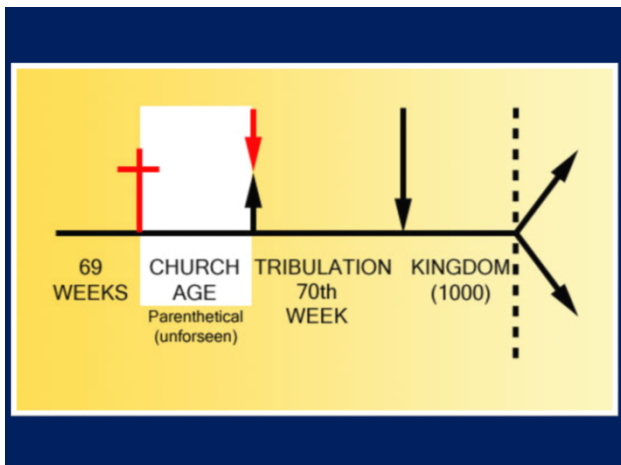 69
WEEKS
CHURCH
AGE
Parenthetical
(unforseen)
TRIBULATION
70th
WEEK
KINGDOM
(1000)